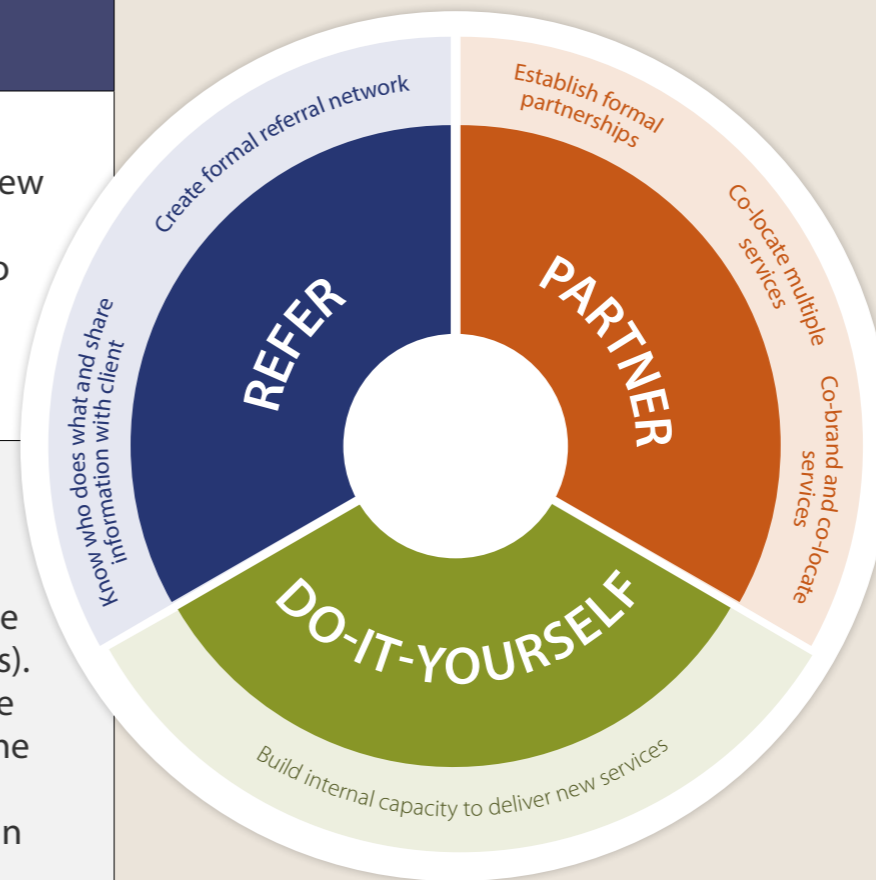 ew
o
e
s).
e
ne
n
REFER
Create formal referral network
Know who does what and share
information with client
PARTNER
Establish formal
partnerships
Co-locate multiple
services
Co-brand and co-locate
services
DO-IT-YOURSELF
Build internal capacity to deliver new services